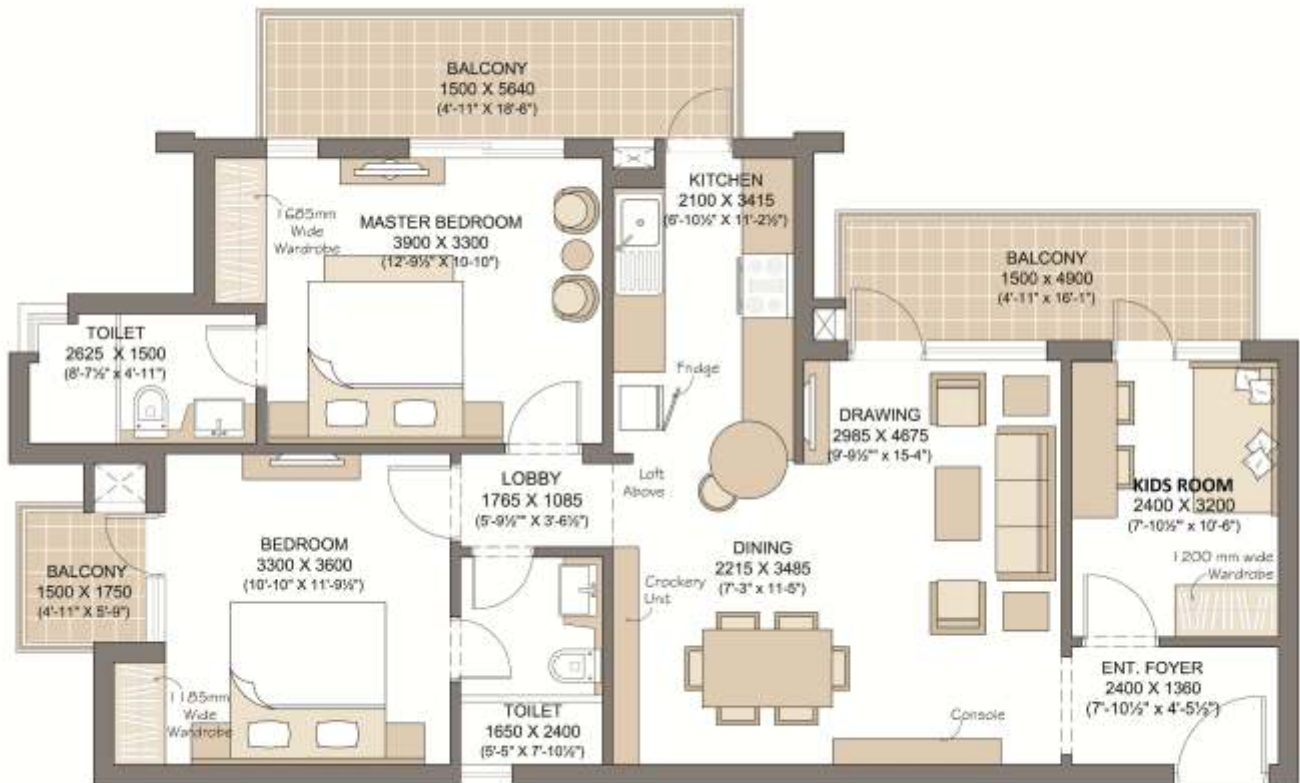 BALCONY
1500 X 5640
(4'-11" X 18'-6")
KITCHEN
2100 X 3415
(6'-10½" X 11'-2½")
1685mm
Wide
Wardrobe
MASTER BEDROOM
3900 X 3300
(12'-9½" X 10-10")
BALCONY
1500 x 4900
(4'-11" X 16'-1")
TOILET
2625 X 1500
(8'-7½" x 4'-11")
Fridge
DRAWING
2985 X 4675
(9'-9½'" x 15'-4")
LOBBY
1765 X 1085
(5'-9½'" X 3'-6½")
Loft
Above
KIDS ROOM
2400 X 3200
(7'-10½'" x 10'-6")
BEDROOM
3300 X 3600
(10'-10" X 11'-9½")
DINING
2215 X 3485
(7'-3" x 11'-5")
1200 mm wide
Wardrobe
BALCONY
1500 X 1750
(4'-11" X 5'-9")
Crockery
Unit
ENT. FOYER
2400 X 1360
(7'-10½" x 4'-5½")
1185mm
Wide
Wardrobe
TOILET
1650 X 2400
(5'-5" X 7'-10½")
Console